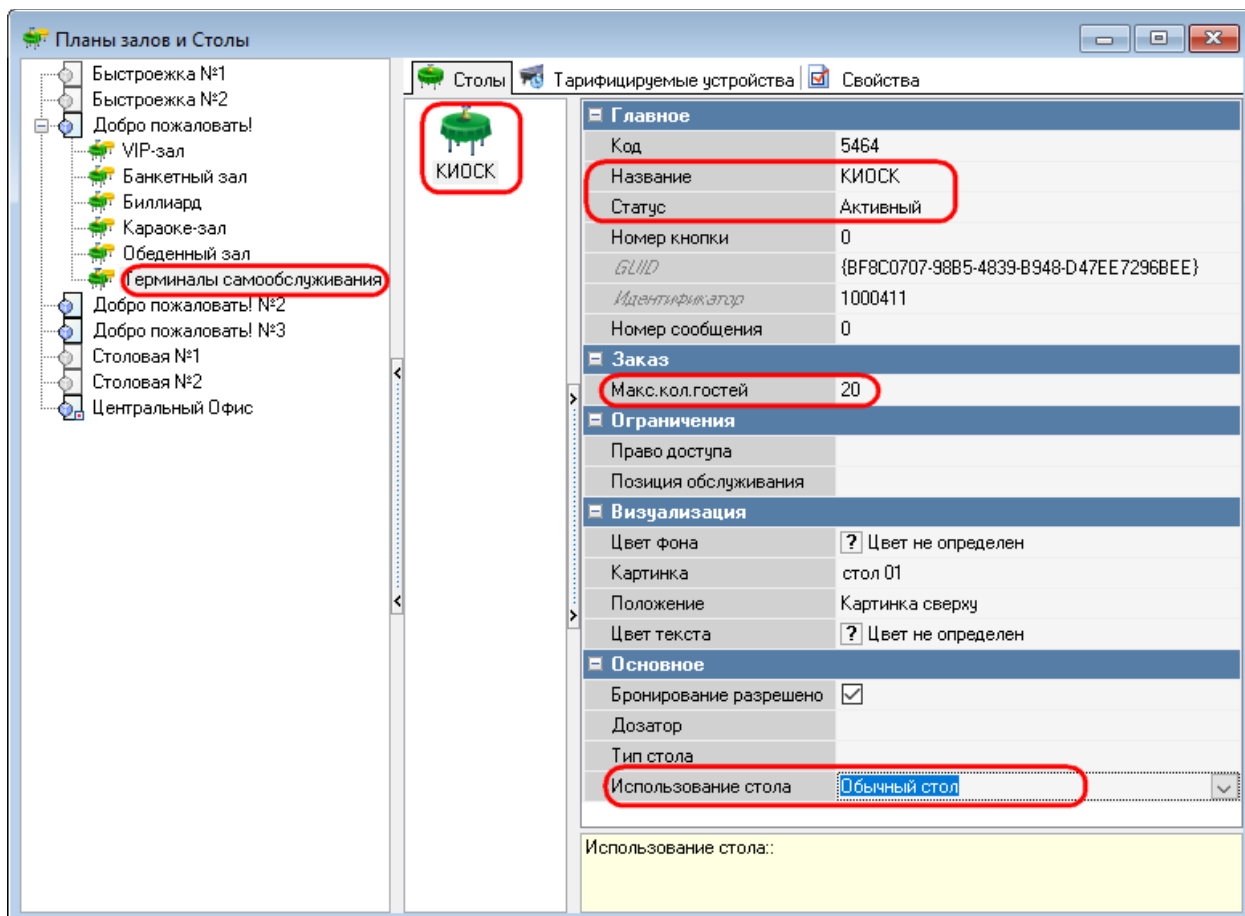 Планы залов и Столы
Быстроежка №1
Быстроежка №2
Добро пожаловать!
VIP-зал
Банкетный зал
Биллиард
Караоке-зал
Обеденный зал
Терминалы самообслуживания
Добро пожаловать! №2
Добро пожаловать! №3
Столовая №1
Столовая №2
Центральный Офис
Столы Тарифицируемые устройства Свойства
КИОСК
Главное
Код 5464
Название КИОСК
Статус Активный
Номер кнопки 0
GUID {BF8C0707-98B5-4839-B948-D47EE7296BEE}
Идентификатор 1000411
Номер сообщения 0
Заказ
Макс.кол.гостей 20
Ограничения
Право доступа
Позиция обслуживания
Визуализация
Цвет фона ? Цвет не определен
Картинка стол 01
Положение Картинка сверху
Цвет текста ? Цвет не определен
Основное
Бронирование разрешено
Дозатор
Тип стола
Использование стола Обычный стол
Использование стола::